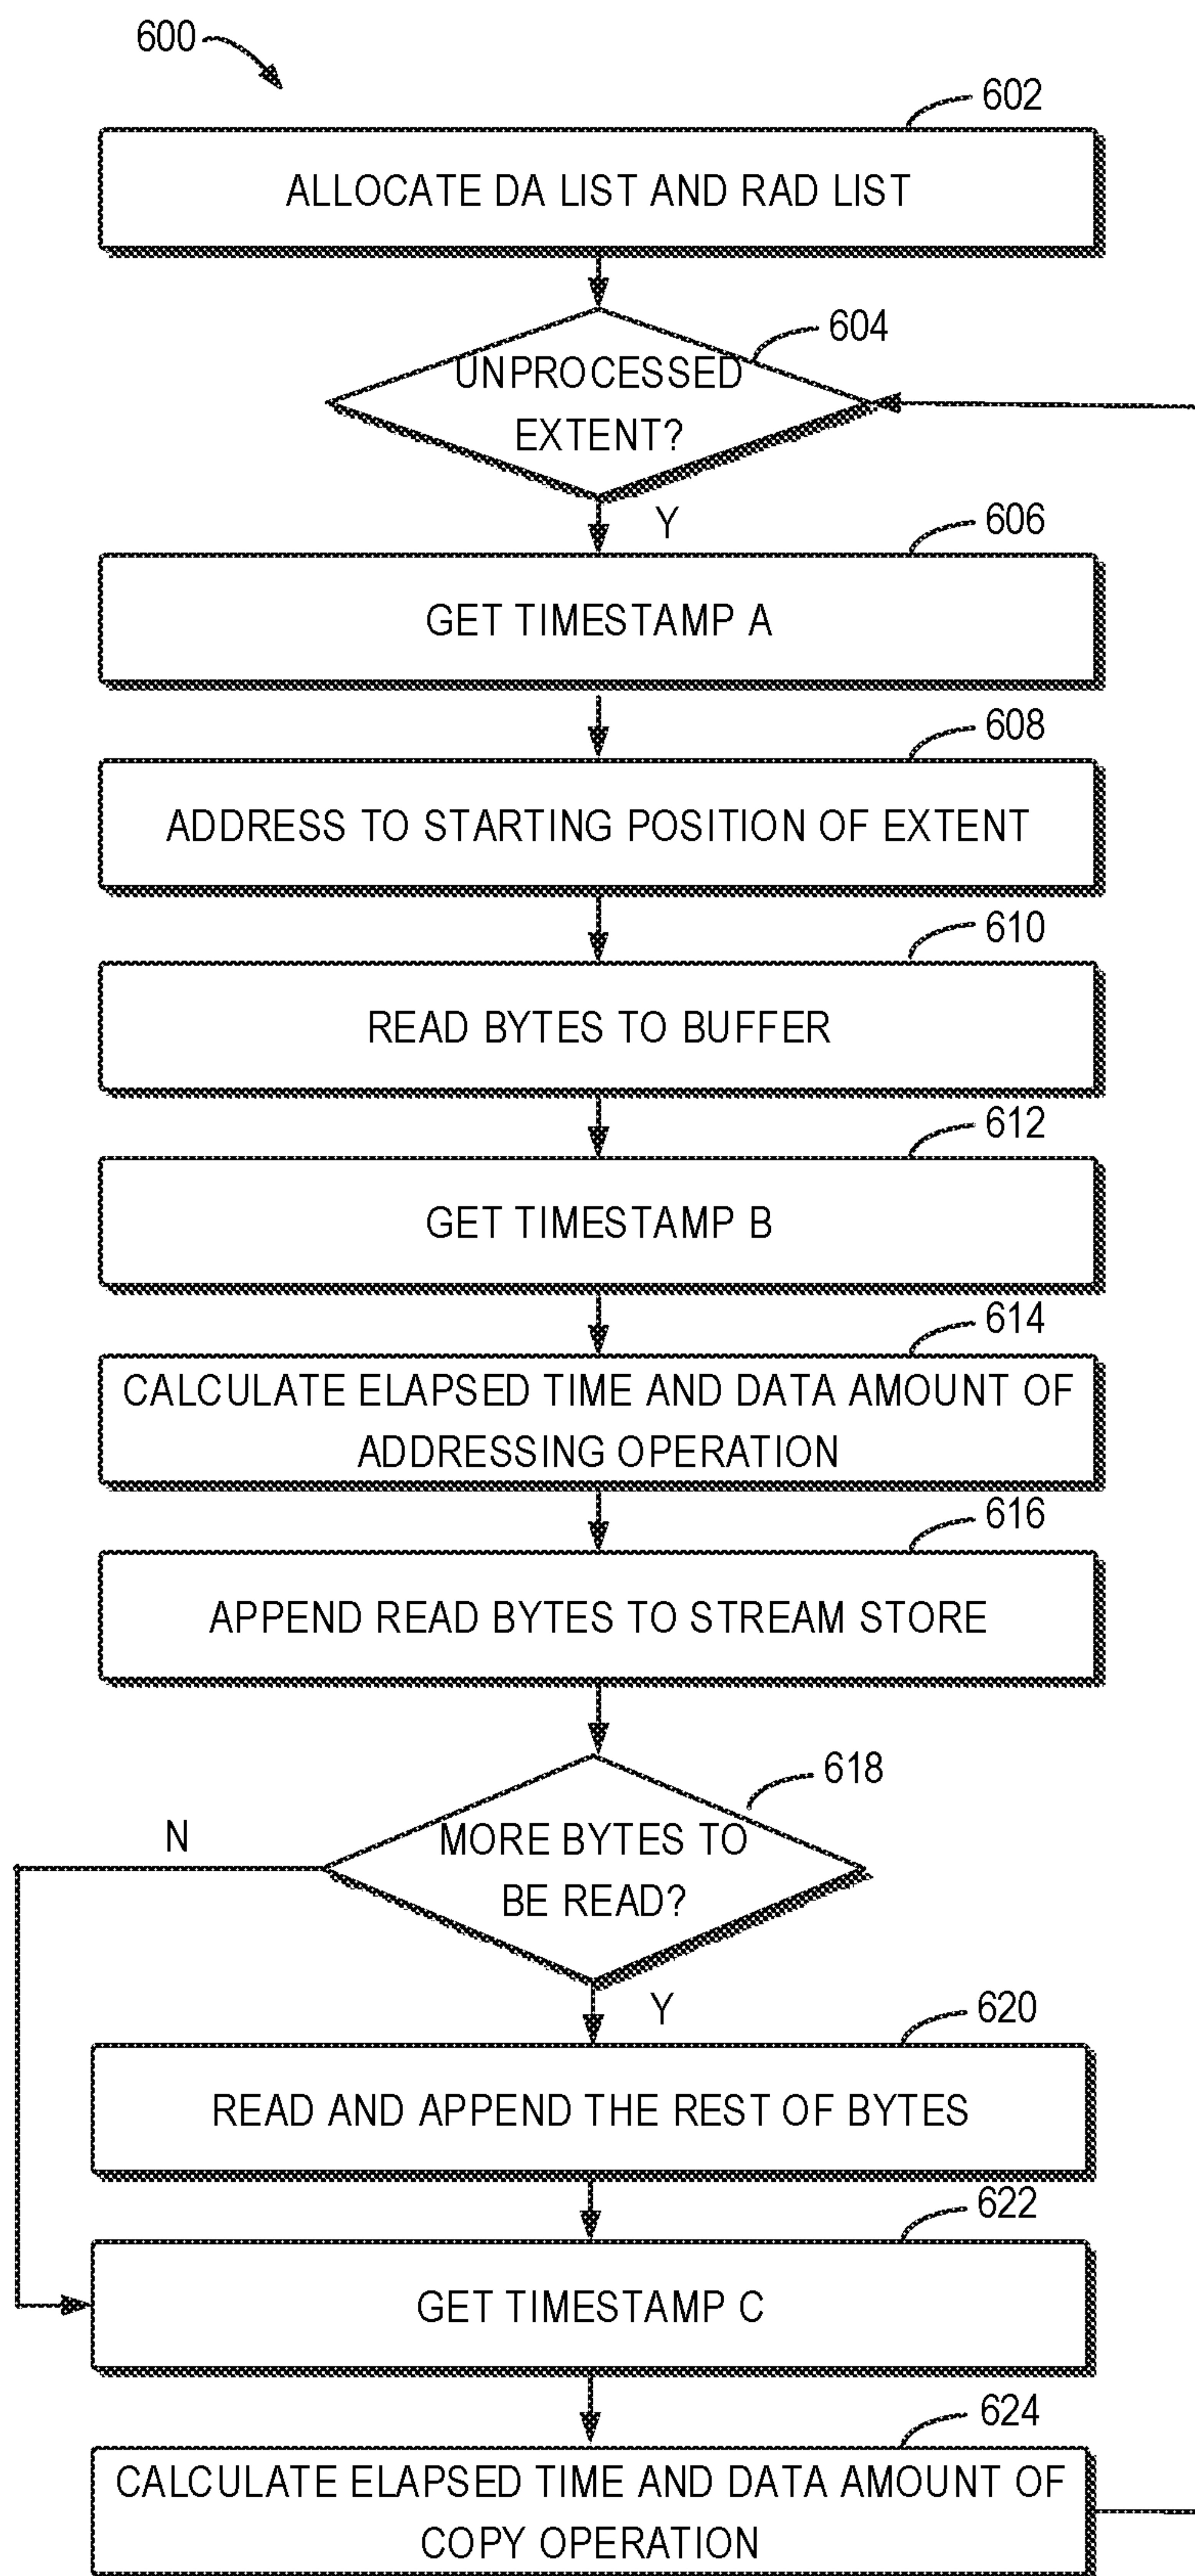 600
602
ALLOCATE DA LIST AND RAD LIST
604
UNPROCESSED
EXTENT?
Y
606
GET TIMESTAMP A
608
ADDRESS TO STARTING POSITION OF EXTENT
610
READ BYTES TO BUFFER
612
GET TIMESTAMP B
614
CALCULATE ELAPSED TIME AND DATA AMOUNT OF
ADDRESSING OPERATION
616
APPEND READ BYTES TO STREAM STORE
618
N
MORE BYTES TO
BE READ?
Y
620
READ AND APPEND THE REST OF BYTES
622
GET TIMESTAMP C
624
CALCULATE ELAPSED TIME AND DATA AMOUNT OF
COPY OPERATION